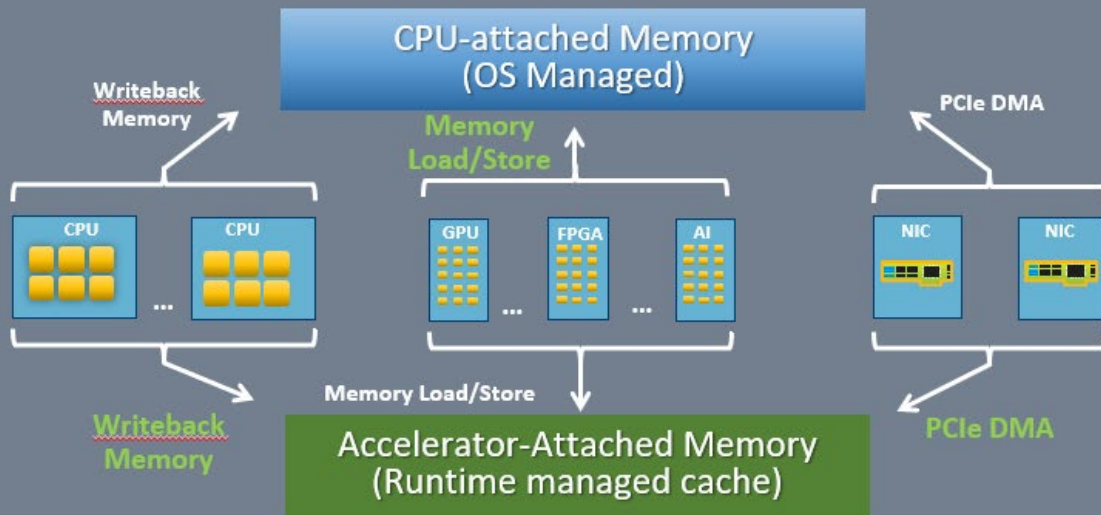 CPU-attached Memory
(OS Managed)
Writeback
Memory
Memory
Load/Store
PCIe DMA
CPU
CPU
GPU
FPGA
AI
NIC
NIC
...
...
...
Memory Load/Store
Writeback
Memory
PCIe DMA
Accelerator-Attached Memory
(Runtime managed cache)